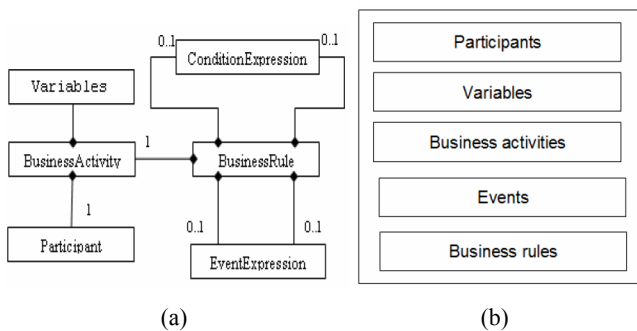 0..1
0..1
ConditionExpression
Variables
BusinessActivity
1
BusinessRule
1
0..1
0..1
Participant
EventExpression
(a)
Participants
Variables
Business activities
Events
Business rules
(b)